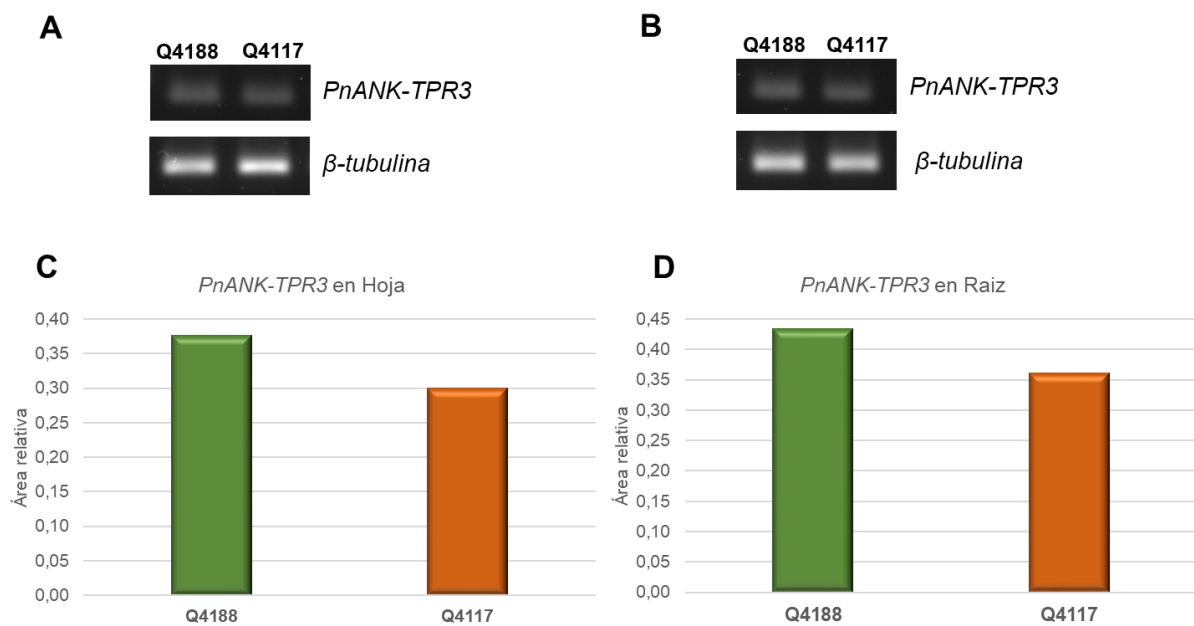 A
Q4188 Q4117
PnANK-TPR3
β-tubulina
B
Q4188 Q4117
PnANK-TPR3
β-tubulina
C
PnANK-TPR3 en Hoja
Área relativa
0,40
0,35
0,30
0,25
0,20
0,15
0,10
0,05
0,00
Q4188 Q4117
D
PnANK-TPR3 en Raiz
Área relativa
0,45
0,40
0,35
0,30
0,25
0,20
0,15
0,10
0,05
0,00
Q4188 Q4117